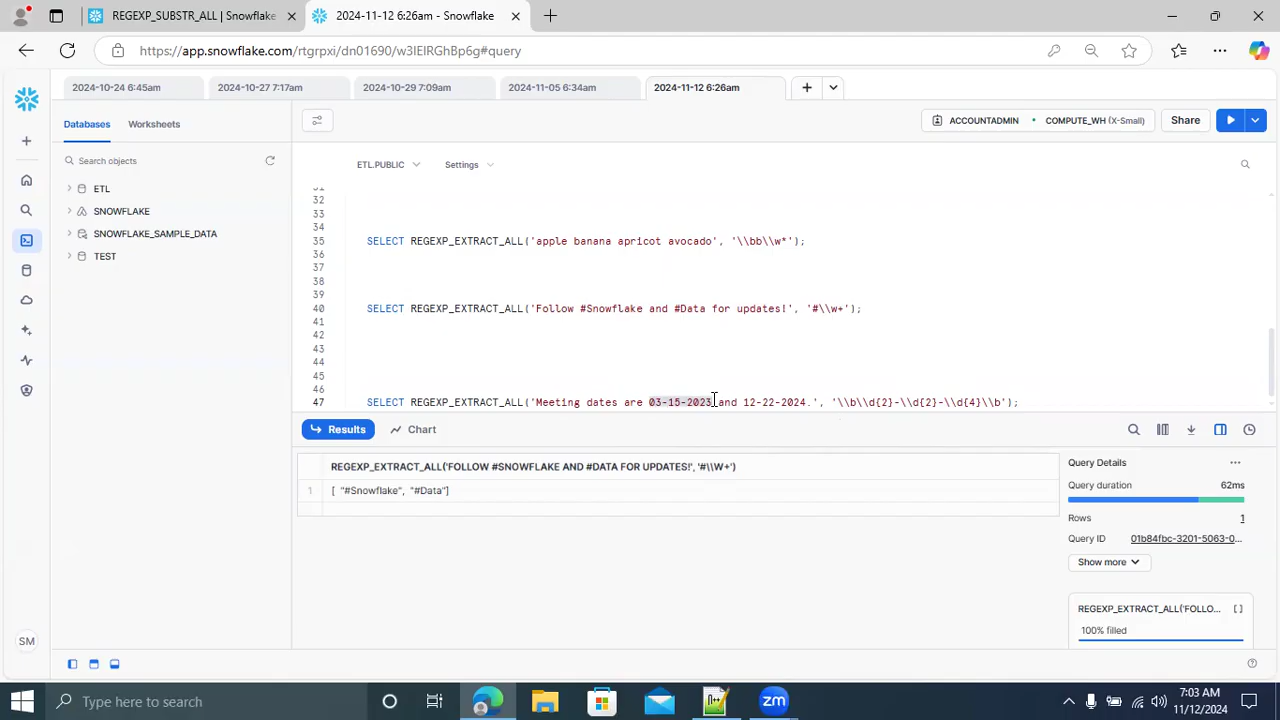 REGEXP_SUBSTR_ALL | Snowflake
2024-11-12 6:26am - Snowflake
https://app.snowflake.com/rtgrpxi/dn01690/w3IEIRGhBp6g#query
2024-10-24 6:45am
2024-10-27 7:17am
2024-10-29 7:09am
2024-11-05 6:34am
2024-11-12 6:26am
Databases
Worksheets
ACCOUNTADMIN
COMPUTE_WH (X-Small)
Share
Search objects
ETL.PUBLIC
Settings
ETL
SNOWFLAKE
SNOWFLAKE_SAMPLE_DATA
TEST
31
32
33
34
35 SELECT REGEXP_EXTRACT_ALL('apple banana apricot avocado', '\\bb\\w*');
36
37
38
39
40 SELECT REGEXP_EXTRACT_ALL('Follow #Snowflake and #Data for updates!', '#\\w+');
41
42
43
44
45
46
47 SELECT REGEXP_EXTRACT_ALL('Meeting dates are 03-15-2023 and 12-22-2024.', '\\b\\d{2}-\\d{2}-\\d{4}\\b');
Results
Chart
REGEXP_EXTRACT_ALL('FOLLOW #SNOWFLAKE AND #DATA FOR UPDATES!', '#\\W+')
1 [ "#Snowflake", "#Data"]
Query Details
Query duration 62ms
Rows 1
Query ID 01b84fbc-3201-5063-0...
Show more
REGEXP_EXTRACT_ALL('FOLLO...
100% filled
SM
Type here to search
zm
7:03 AM
11/12/2024